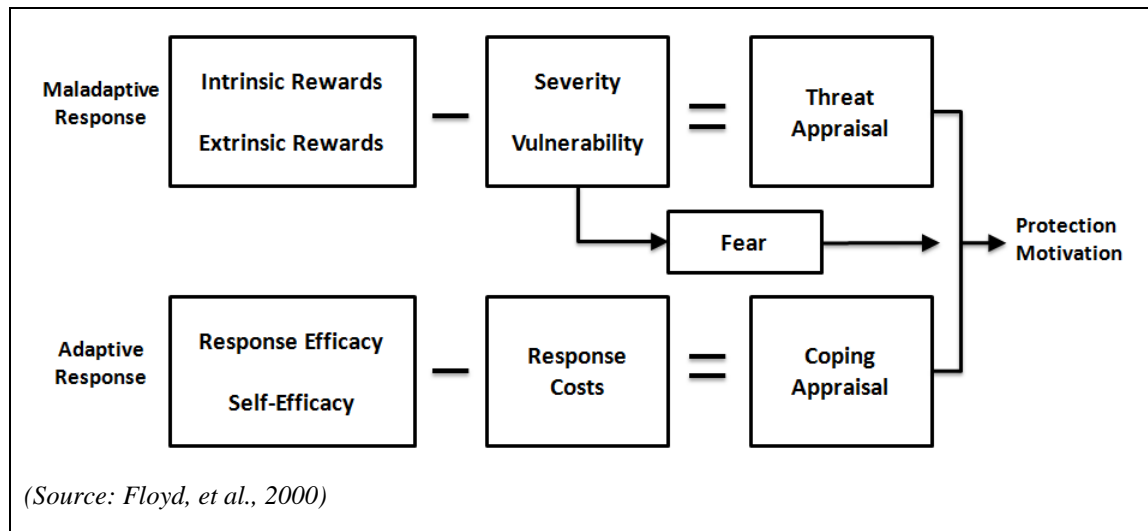 Maladaptive
Response
Intrinsic Rewards
Extrinsic Rewards
Severity
Vulnerability
Threat
Appraisal
Fear
Protection
Motivation
Adaptive
Response
Response Efficacy
Self-Efficacy
Response
Costs
Coping
Appraisal
(Source: Floyd, et al., 2000)